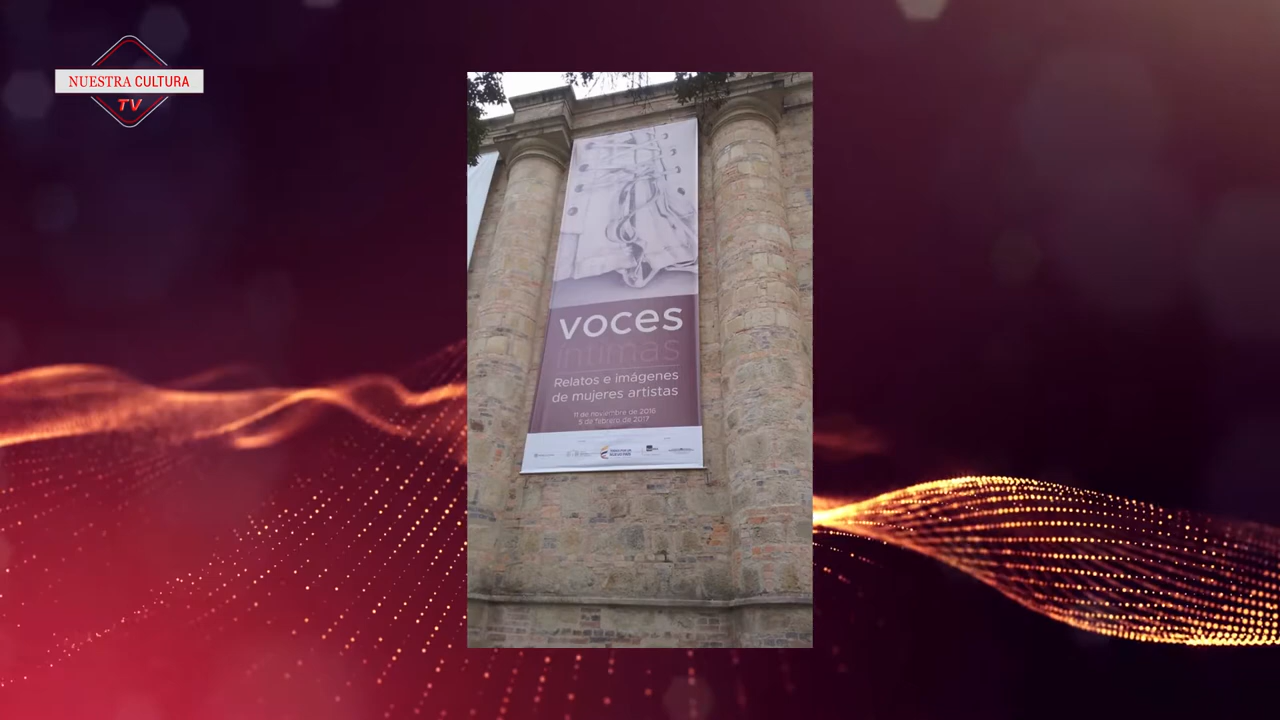 NUESTRA CULTURA
TV
voces
íntimas
Relatos e imágenes
de mujeres artistas
11 de noviembre de 2016
5 de febrero de 2017